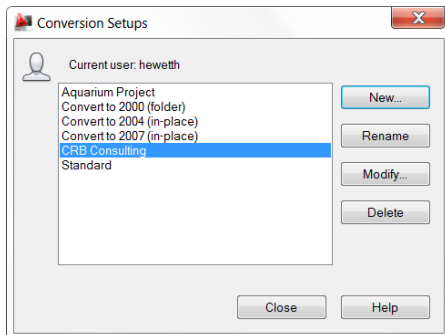 Conversion Setups
Current user: hewetth
Aquarium Project
Convert to 2000 (folder)
Convert to 2004 (in-place)
Convert to 2007 (in-place)
CRB Consulting
Standard
New...
Rename
Modify...
Delete
Close
Help